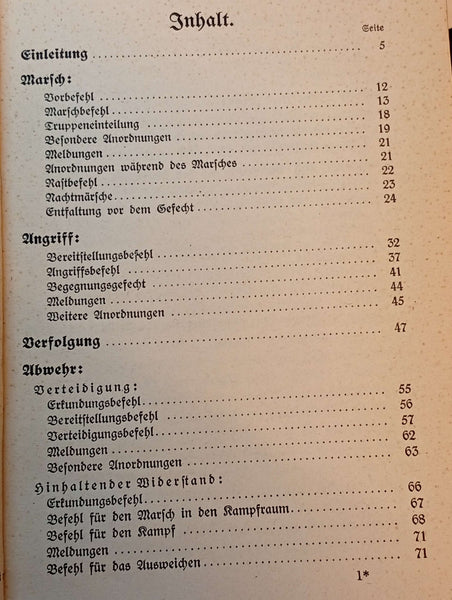 Inhalt.
Seite
Einleitung 5
Marsch:
Vorbefehl 12
Marschbefehl 13
Truppeneinteilung 18
Besondere Anordnungen 19
Meldungen 21
Anordnungen während des Marsches 21
Rastbefehl 22
Nachtmärsche 23
Entfaltung vor dem Gefecht 24
Angriff:
Bereitstellungsbefehl 32
Angriffsbefehl 37
Begegnungsgefecht 41
Meldungen 44
Weitere Anordnungen 45
Verfolgung 47
Abwehr:
Verteidigung:
Erkundungsbefehl 55
Bereitstellungsbefehl 56
Verteidigungsbefehl 57
Meldungen 62
Besondere Anordnungen 63
Hinhaltender Widerstand:
Erkundungsbefehl 66
Befehl für den Marsch in den Kampfraum 67
Befehl für den Kampf 68
Meldungen 71
Befehl für das Ausweichen 71
1*